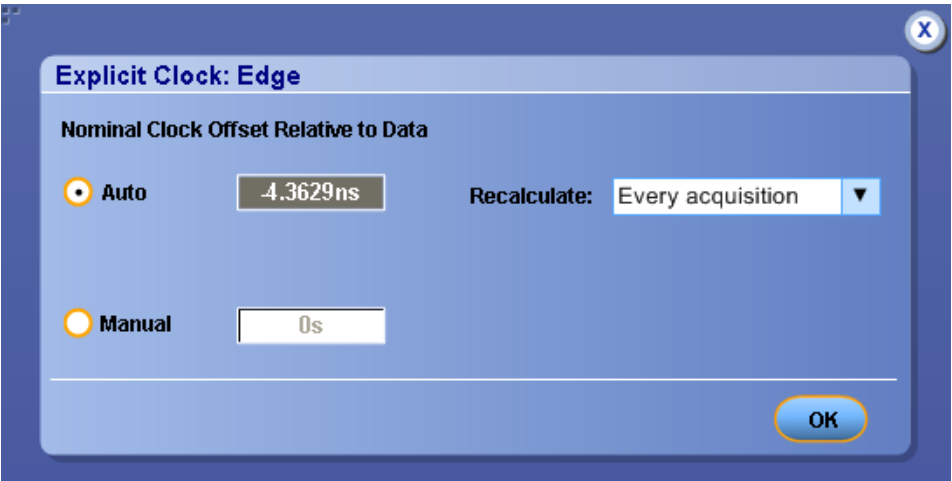 X
Explicit Clock: Edge
Nominal Clock Offset Relative to Data
Auto -4.3629ns Recalculate: Every acquisition
Manual 0s
OK